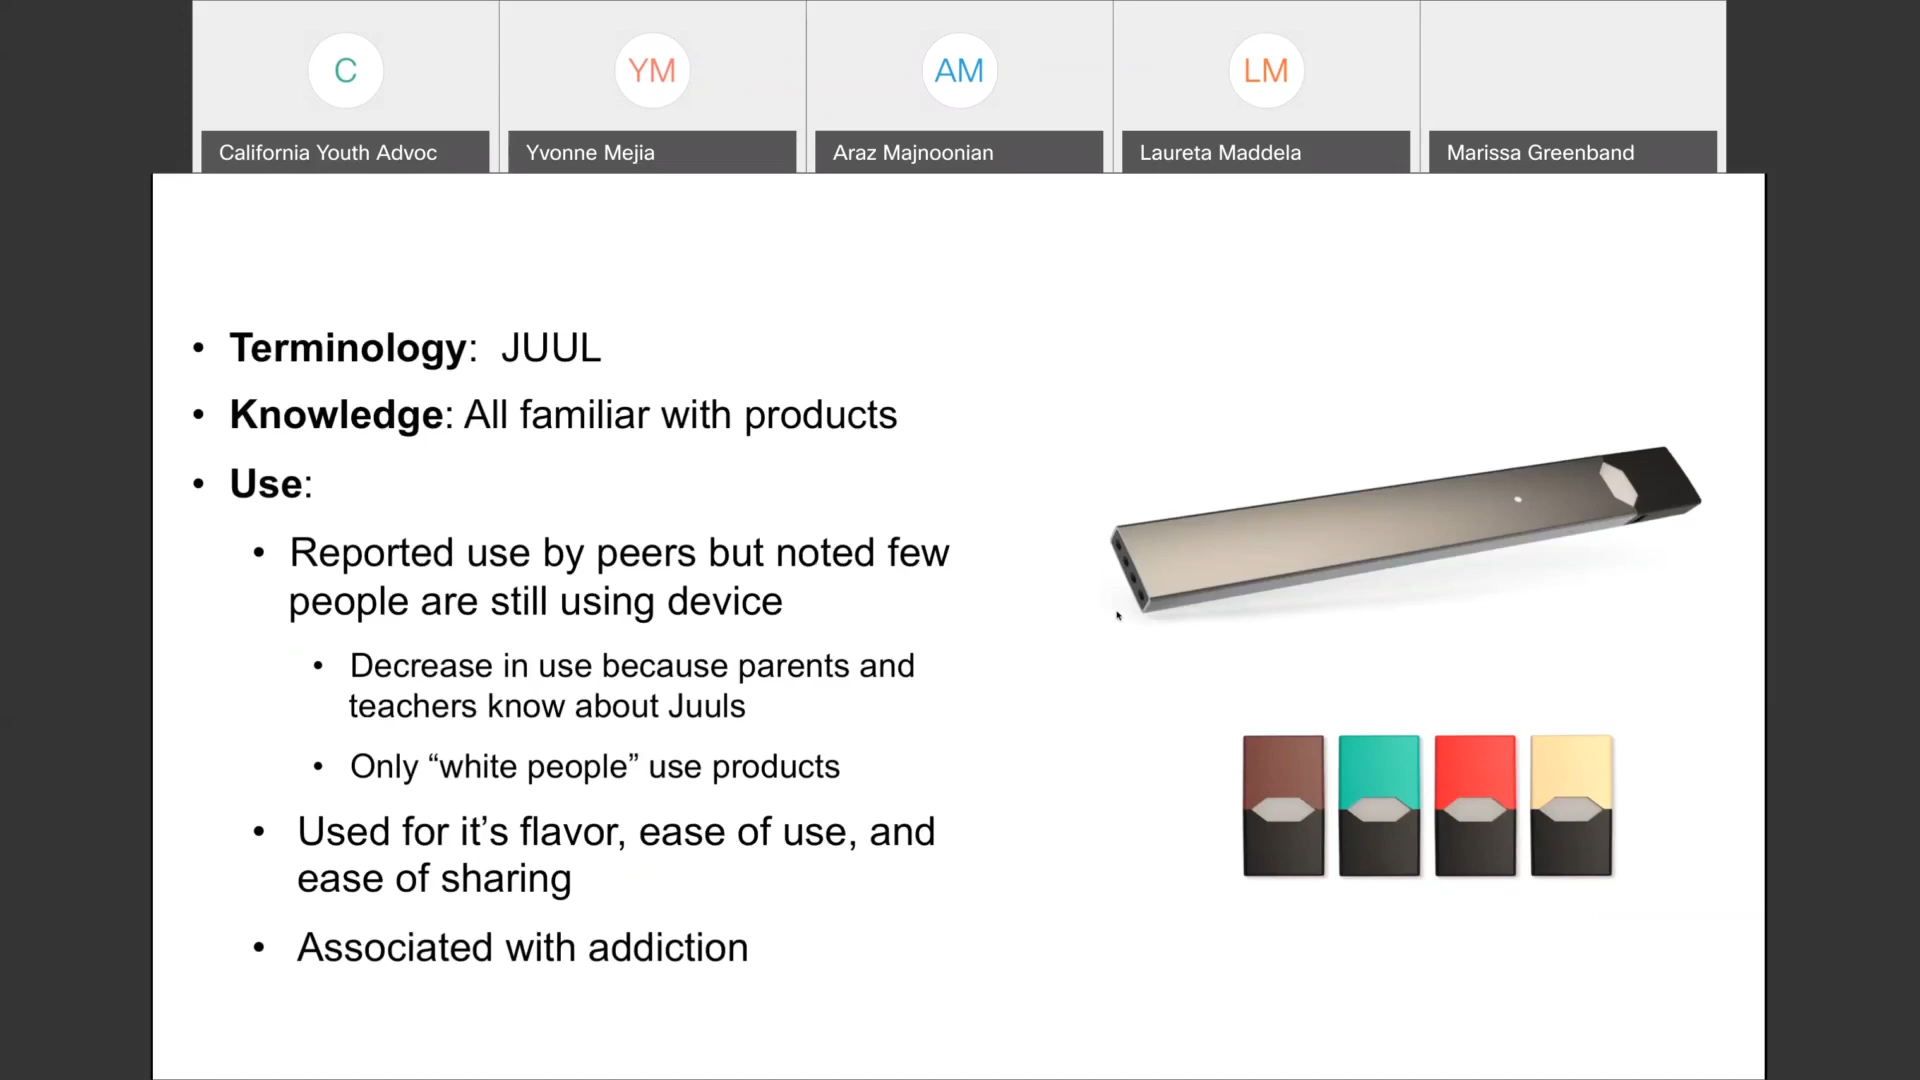 C
YM
AM
LM
California Youth Advoc
Yvonne Mejia
Araz Majnoonian
Laureta Maddela
Marissa Greenband
• Terminology: JUUL
• Knowledge: All familiar with products
• Use:
• Reported use by peers but noted few
people are still using device
• Decrease in use because parents and
teachers know about Juuls
• Only “white people” use products
• Used for it’s flavor, ease of use, and
ease of sharing
• Associated with addiction